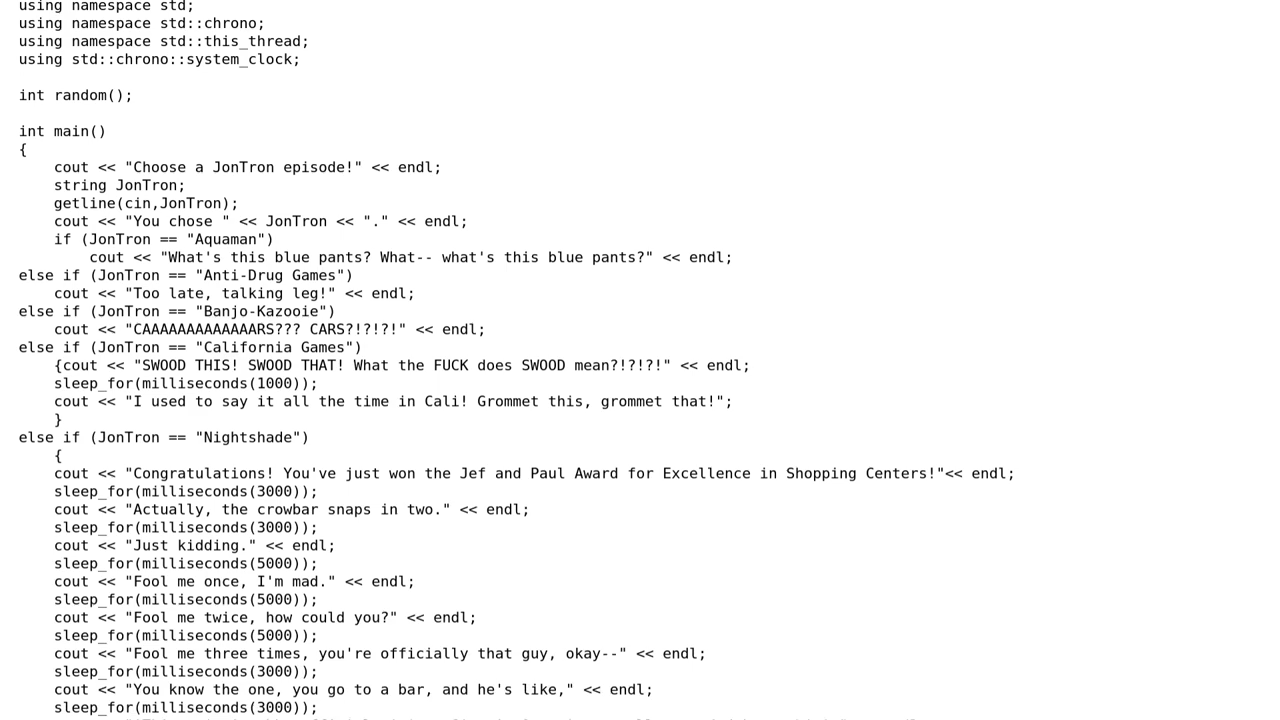 using namespace std;
using namespace std::chrono;
using namespace std::this_thread;
using std::chrono::system_clock;

int random();

int main()
{
    cout << "Choose a JonTron episode!" << endl;
    string JonTron;
    getline(cin,JonTron);
    cout << "You chose " << JonTron << "." << endl;
    if (JonTron == "Aquaman")
        cout << "What's this blue pants? What-- what's this blue pants?" << endl;
else if (JonTron == "Anti-Drug Games")
    cout << "Too late, talking leg!" << endl;
else if (JonTron == "Banjo-Kazooie")
    cout << "CAAAAAAAAAAAAARS??? CARS?!?!?!" << endl;
else if (JonTron == "California Games")
    {cout << "SWOOD THIS! SWOOD THAT! What the FUCK does SWOOD mean?!?!?!" << endl;
    sleep_for(milliseconds(1000));
    cout << "I used to say it all the time in Cali! Grommet this, grommet that!";
    }
else if (JonTron == "Nightshade")
    {
    cout << "Congratulations! You've just won the Jef and Paul Award for Excellence in Shopping Centers!"<< endl;
    sleep_for(milliseconds(3000));
    cout << "Actually, the crowbar snaps in two." << endl;
    sleep_for(milliseconds(3000));
    cout << "Just kidding." << endl;
    sleep_for(milliseconds(5000));
    cout << "Fool me once, I'm mad." << endl;
    sleep_for(milliseconds(5000));
    cout << "Fool me twice, how could you?" << endl;
    sleep_for(milliseconds(5000));
    cout << "Fool me three times, you're officially that guy, okay--" << endl;
    sleep_for(milliseconds(3000));
    cout << "You know the one, you go to a bar, and he's like," << endl;
    sleep_for(milliseconds(3000));